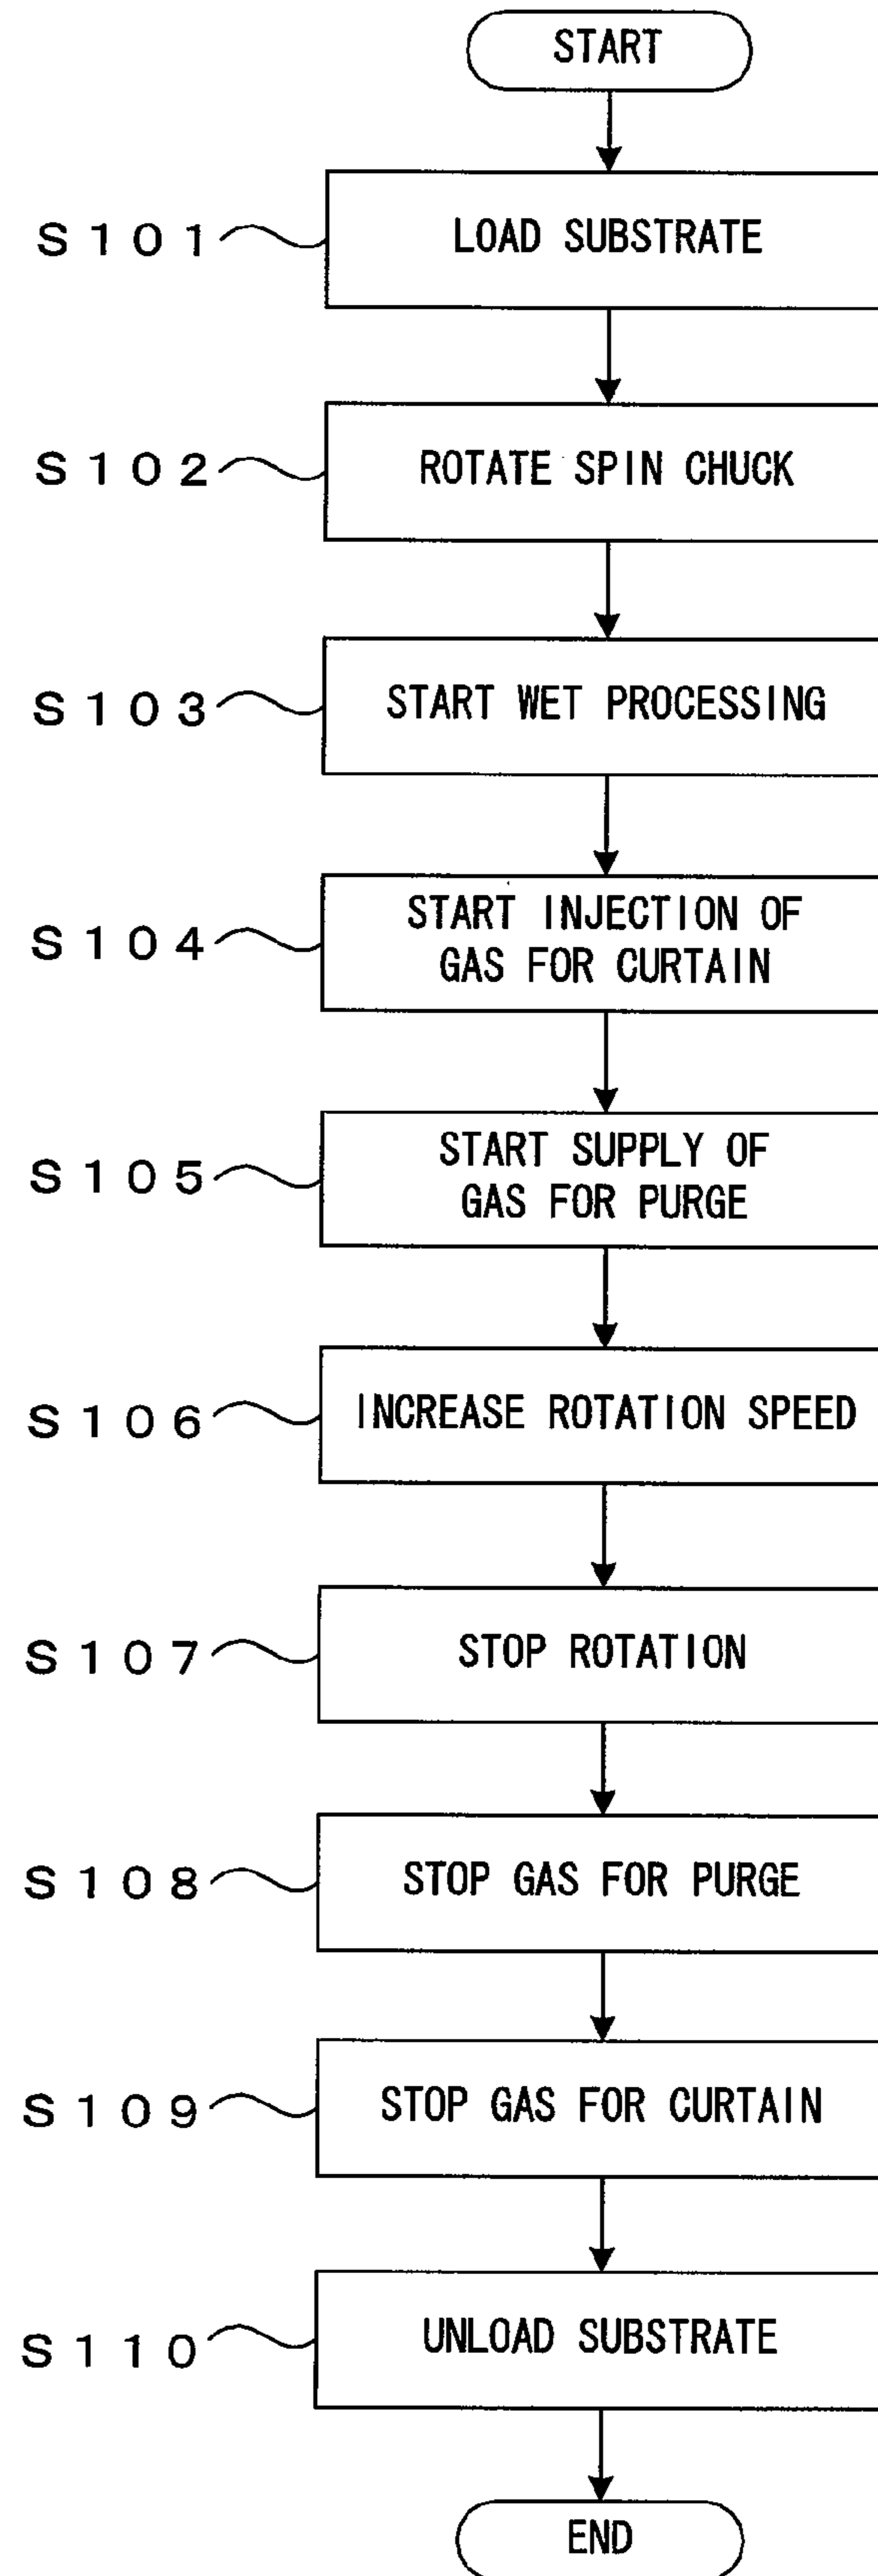 START
S101 LOAD SUBSTRATE
S102 ROTATE SPIN CHUCK
S103 START WET PROCESSING
S104 START INJECTION OF
GAS FOR CURTAIN
S105 START SUPPLY OF
GAS FOR PURGE
S106 INCREASE ROTATION SPEED
S107 STOP ROTATION
S108 STOP GAS FOR PURGE
S109 STOP GAS FOR CURTAIN
S110 UNLOAD SUBSTRATE
END